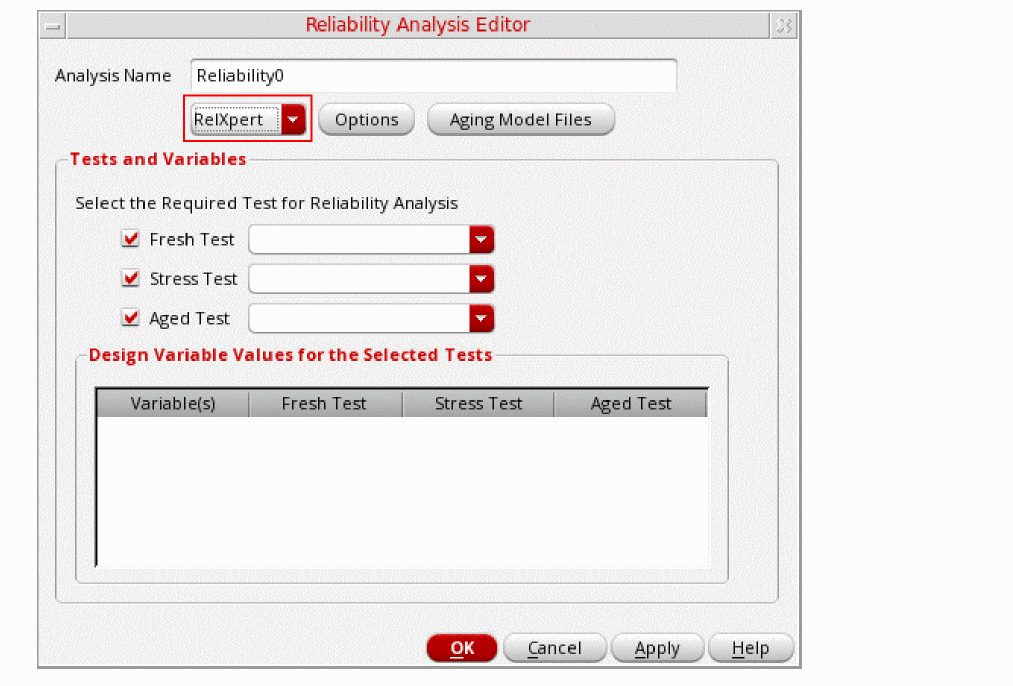 Reliability Analysis Editor
Analysis Name Reliability0
RelXpert Options Aging Model Files
Tests and Variables
Select the Required Test for Reliability Analysis
Fresh Test
Stress Test
Aged Test
Design Variable Values for the Selected Tests
Variable(s) Fresh Test Stress Test Aged Test
OK Cancel Apply Help